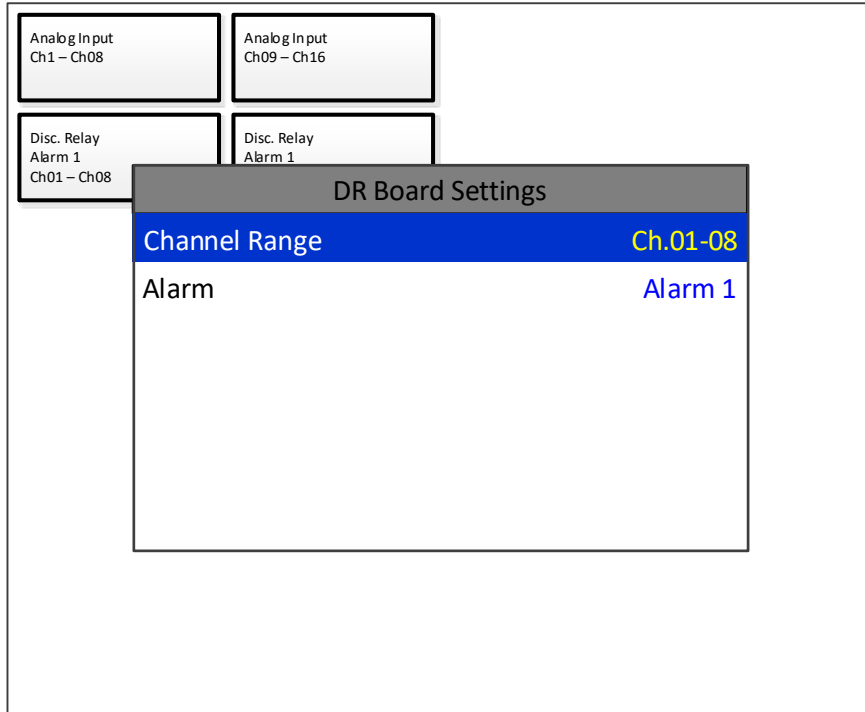 Analog Input
Ch1 – Ch08
Analog Input
Ch09 – Ch16
Disc. Relay
Alarm 1
Ch01 – Ch08
Disc. Relay
Alarm 1
DR Board Settings
Channel Range Ch.01-08
Alarm Alarm 1